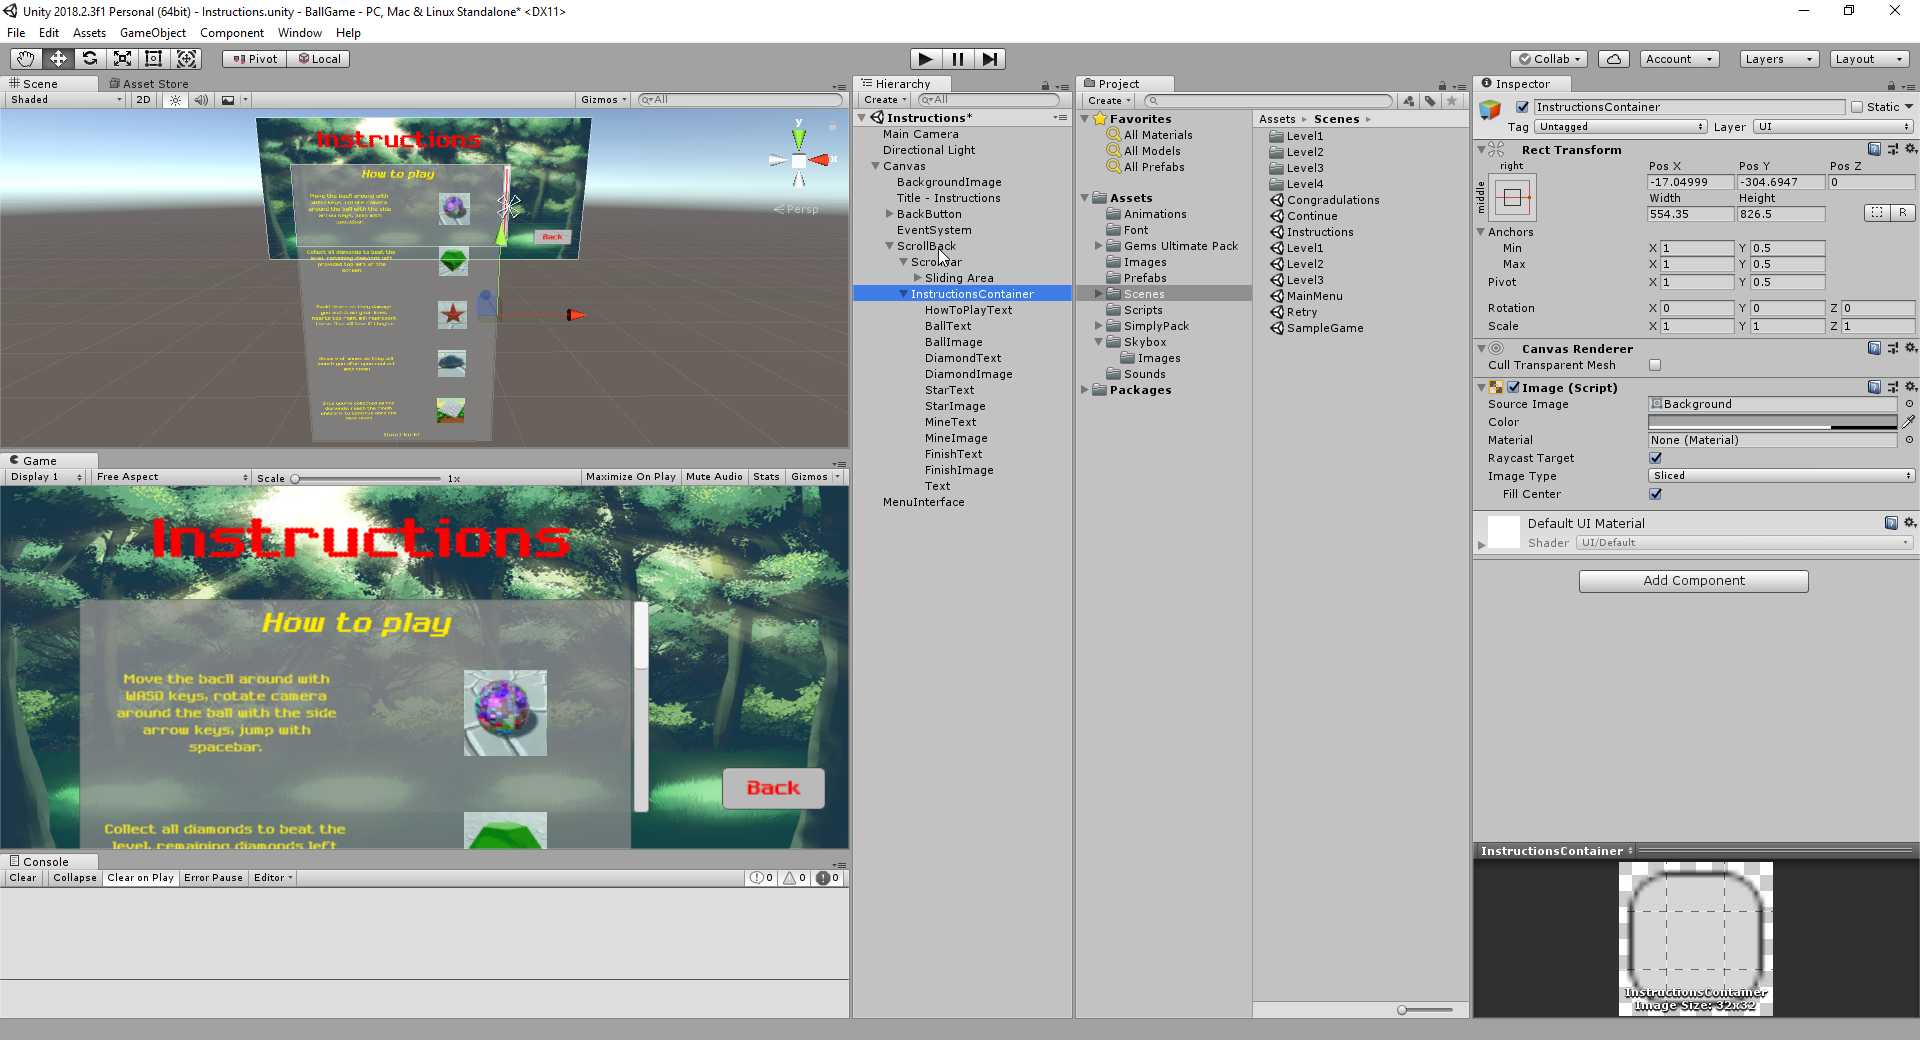 Unity 2018.2.3f1 Personal (64bit) - Instructions.unity - BallGame - PC, Mac & Linux Standalone* <DX11>
File Edit Assets GameObject Component Window Help
Pivot Local Collab Account Layers Layout
Scene Asset Store
Shaded 2D Gizmos All
Instructions
How to play
Back
y
x
Persp
Game
Display 1 Free Aspect Scale 1x Maximize On Play Mute Audio Stats Gizmos
Instructions
How to play
Move the bacll around with
WASD keys, rotate camera
around the ball with the side
arrow keys, jump with
spacebar.
Back
Collect all diamonds to beat the
level, remaining diamonds left
Console
Clear Collapse Clear on Play Error Pause Editor 0 0 0
Hierarchy
Create All
Instructions*
Main Camera
Directional Light
Canvas
BackgroundImage
Title - Instructions
BackButton
EventSystem
ScrollBack
Scrollbar
Sliding Area
InstructionsContainer
HowToPlayText
BallText
BallImage
DiamondText
DiamondImage
StarText
StarImage
MineText
MineImage
FinishText
FinishImage
Text
MenuInterface
Project
Create
Favorites
All Materials
All Models
All Prefabs
Assets
Animations
Font
Gems Ultimate Pack
Images
Prefabs
Scenes
Scripts
SimplyPack
Skybox
Images
Sounds
Packages
Assets Scenes
Level1
Level2
Level3
Level4
Congradulations
Continue
Instructions
Level1
Level2
Level3
MainMenu
Retry
SampleGame
Inspector
InstructionsContainer Static
Tag Untagged Layer UI
Rect Transform
right Pos X Pos Y Pos Z
middle -17.04999 -304.6947 0
Width Height
554.35 826.5 R
Anchors
Min X 1 Y 0.5
Max X 1 Y 0.5
Pivot X 1 Y 0.5
Rotation X 0 Y 0 Z 0
Scale X 1 Y 1 Z 1
Canvas Renderer
Cull Transparent Mesh
Image (Script)
Source Image Background
Color
Material None (Material)
Raycast Target
Image Type Sliced
Fill Center
Default UI Material
Shader UI/Default
Add Component
InstructionsContainer
InstructionsContainer
Image Size: 32x32